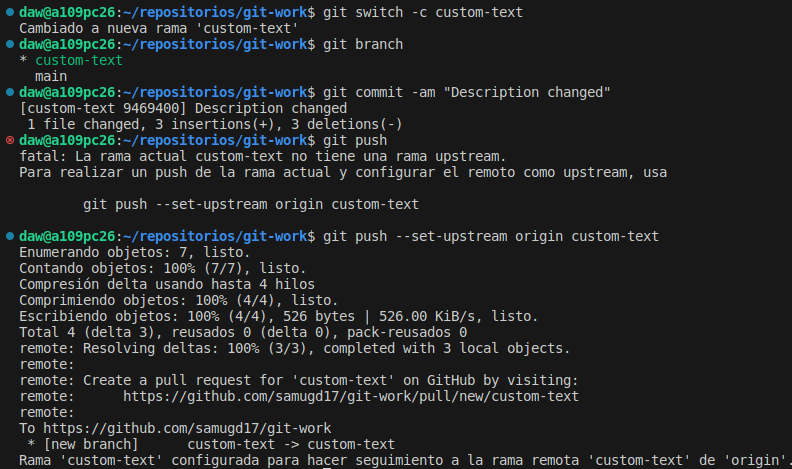 daw@a109pc26:~/repositorios/git-work$ git switch -c custom-text
Cambiado a nueva rama 'custom-text'
daw@a109pc26:~/repositorios/git-work$ git branch
* custom-text
  main
daw@a109pc26:~/repositorios/git-work$ git commit -am "Description changed"
[custom-text 9469400] Description changed
 1 file changed, 3 insertions(+), 3 deletions(-)
daw@a109pc26:~/repositorios/git-work$ git push
fatal: La rama actual custom-text no tiene una rama upstream.
Para realizar un push de la rama actual y configurar el remoto como upstream, usa
        git push --set-upstream origin custom-text
daw@a109pc26:~/repositorios/git-work$ git push --set-upstream origin custom-text
Enumerando objetos: 7, listo.
Contando objetos: 100% (7/7), listo.
Compresión delta usando hasta 4 hilos
Comprimiendo objetos: 100% (4/4), listo.
Escribiendo objetos: 100% (4/4), 526 bytes | 526.00 KiB/s, listo.
Total 4 (delta 3), reusados 0 (delta 0), pack-reusados 0
remote: Resolving deltas: 100% (3/3), completed with 3 local objects.
remote:
remote: Create a pull request for 'custom-text' on GitHub by visiting:
remote:      https://github.com/samugd17/git-work/pull/new/custom-text
remote:
To https://github.com/samugd17/git-work
 * [new branch]      custom-text -> custom-text
Rama 'custom-text' configurada para hacer seguimiento a la rama remota 'custom-text' de 'origin'.